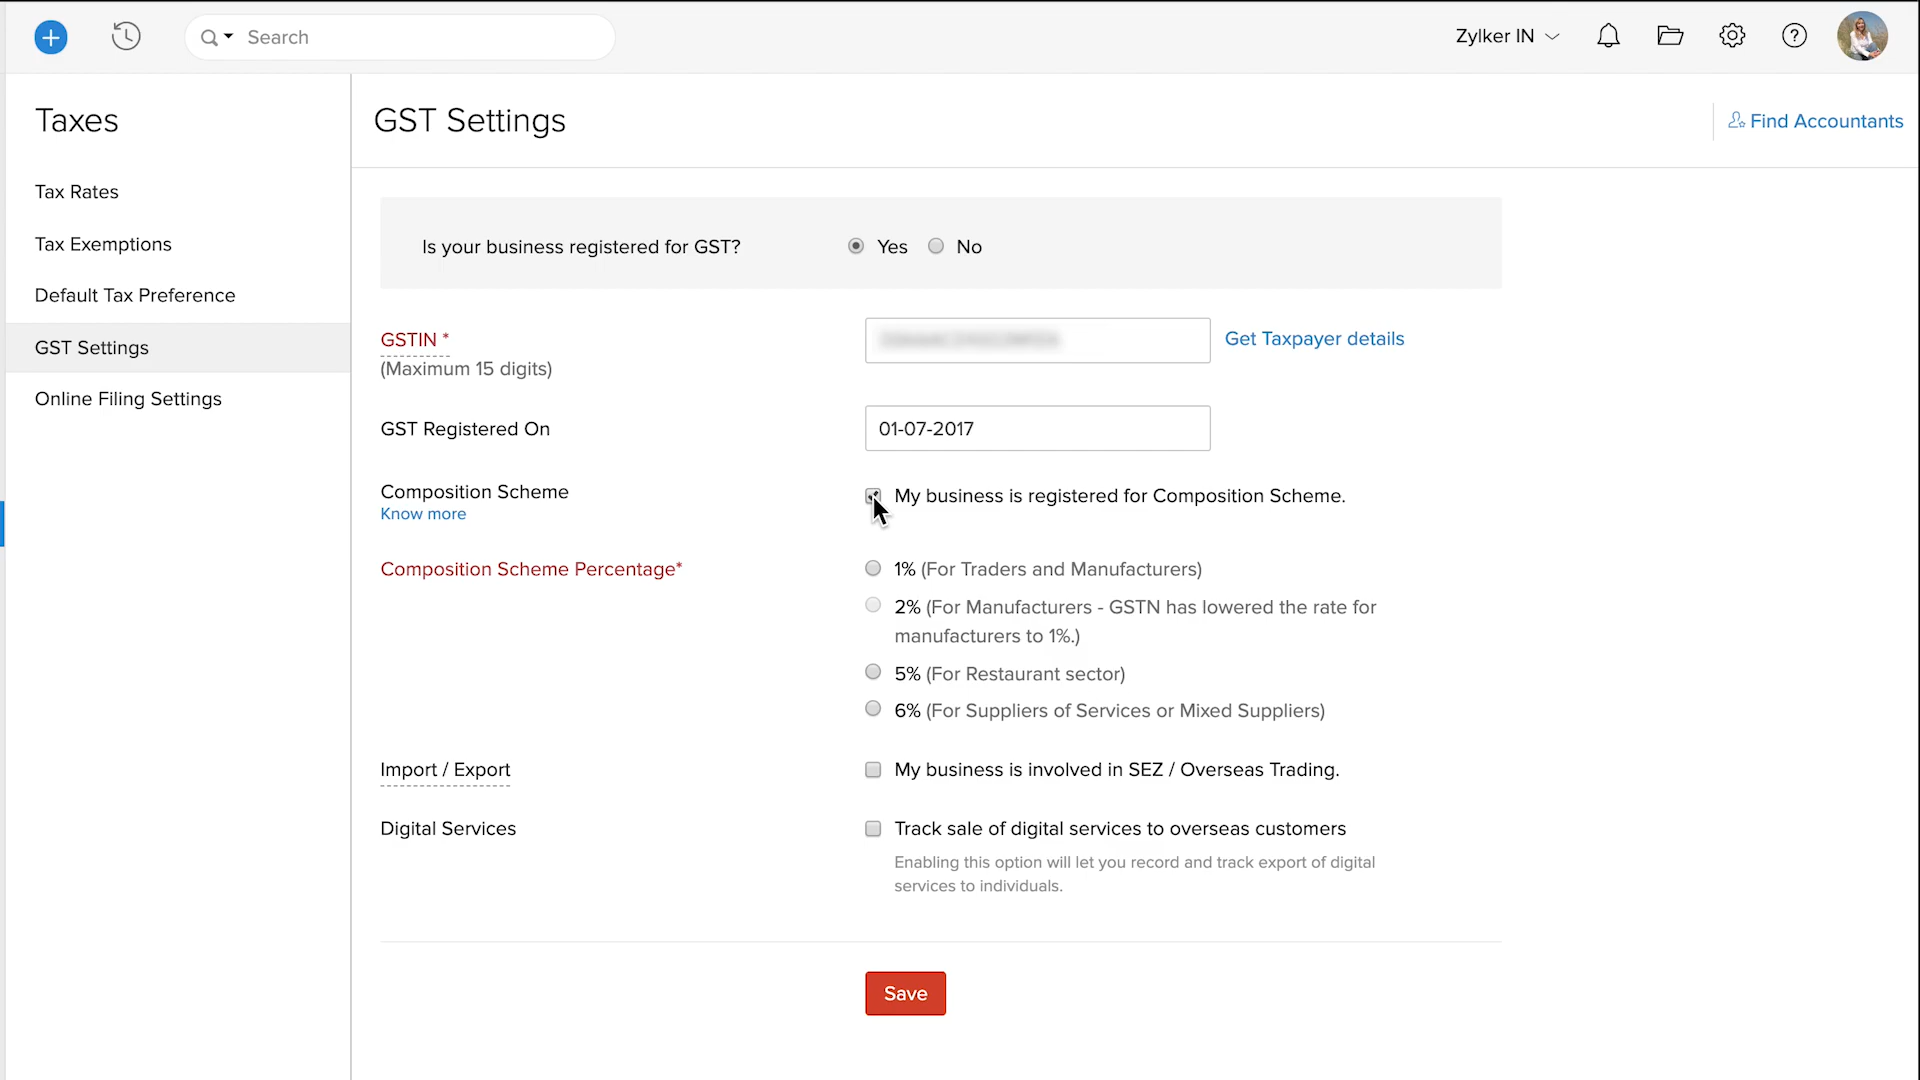 Search
Zylker IN
Taxes
Tax Rates
Tax Exemptions
Default Tax Preference
GST Settings
Online Filing Settings
GST Settings
Find Accountants
Is your business registered for GST?
Yes
No
GSTIN *
(Maximum 15 digits)
Get Taxpayer details
GST Registered On
01-07-2017
Composition Scheme
Know more
My business is registered for Composition Scheme.
Composition Scheme Percentage*
1% (For Traders and Manufacturers)
2% (For Manufacturers - GSTN has lowered the rate for
manufacturers to 1%.)
5% (For Restaurant sector)
6% (For Suppliers of Services or Mixed Suppliers)
Import / Export
My business is involved in SEZ / Overseas Trading.
Digital Services
Track sale of digital services to overseas customers
Enabling this option will let you record and track export of digital
services to individuals.
Save